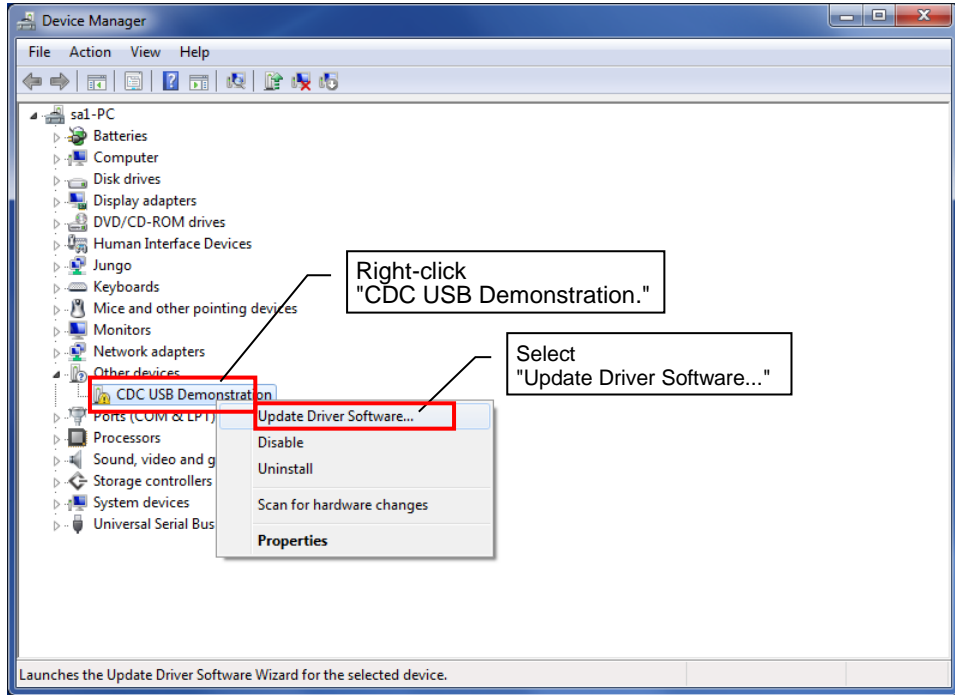 Device Manager
File Action View Help
sa1-PC
Batteries
Computer
Disk drives
Display adapters
DVD/CD-ROM drives
Human Interface Devices
Jungo
Keyboards
Mice and other pointing devices
Monitors
Network adapters
Other devices
CDC USB Demonstration
Ports (COM & LPT)
Processors
Sound, video and g
Storage controllers
System devices
Universal Serial Bus
Right-click
"CDC USB Demonstration."
Select
"Update Driver Software..."
Update Driver Software...
Disable
Uninstall
Scan for hardware changes
Properties
Launches the Update Driver Software Wizard for the selected device.